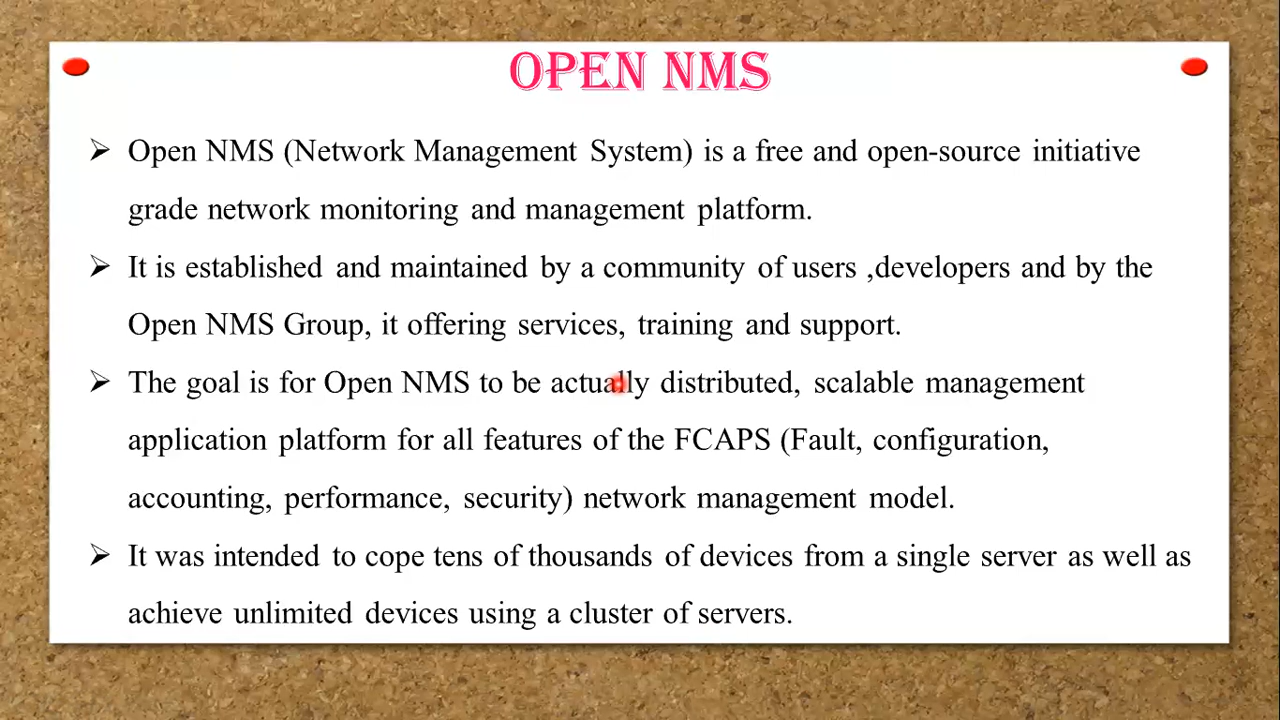 OPEN NMS
Open NMS (Network Management System) is a free and open-source initiative
grade network monitoring and management platform.
It is established and maintained by a community of users ,developers and by the
Open NMS Group, it offering services, training and support.
The goal is for Open NMS to be actually distributed, scalable management
application platform for all features of the FCAPS (Fault, configuration,
accounting, performance, security) network management model.
It was intended to cope tens of thousands of devices from a single server as well as
achieve unlimited devices using a cluster of servers.